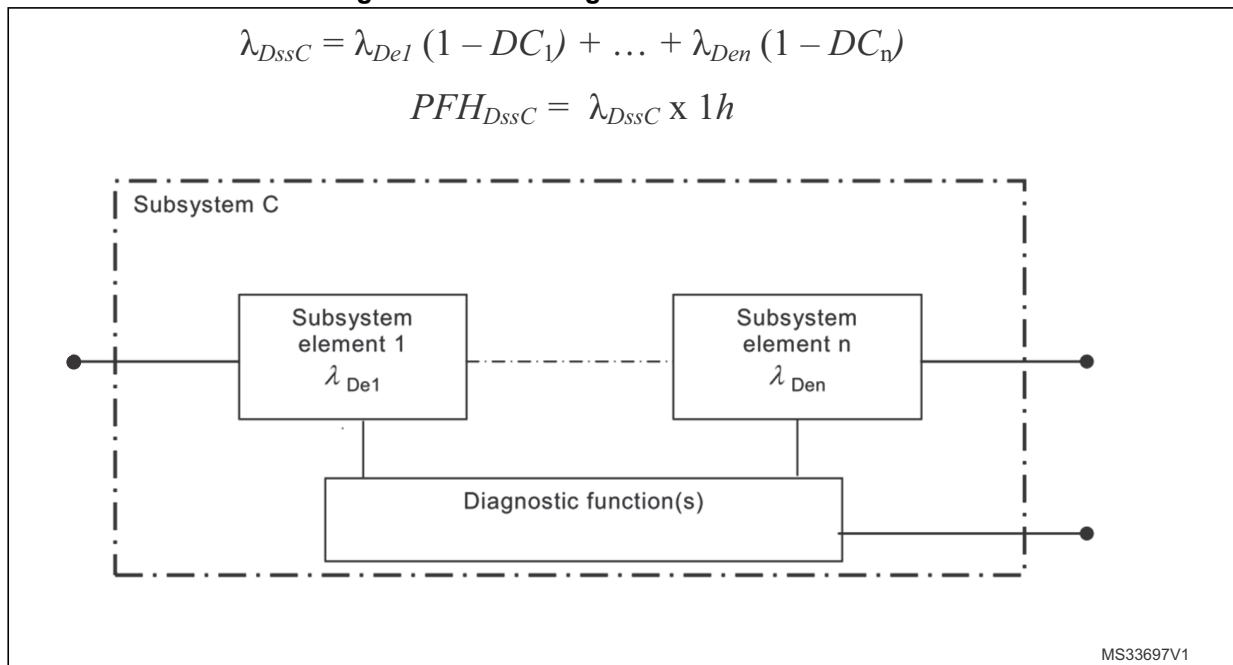 λDssC = λDe1 (1 – DC1) + … + λDen (1 – DCn)
PFHDssC = λDssC x 1h
Subsystem C
Subsystem
element 1
λ De1
Subsystem
element n
λ Den
Diagnostic function(s)
MS33697V1